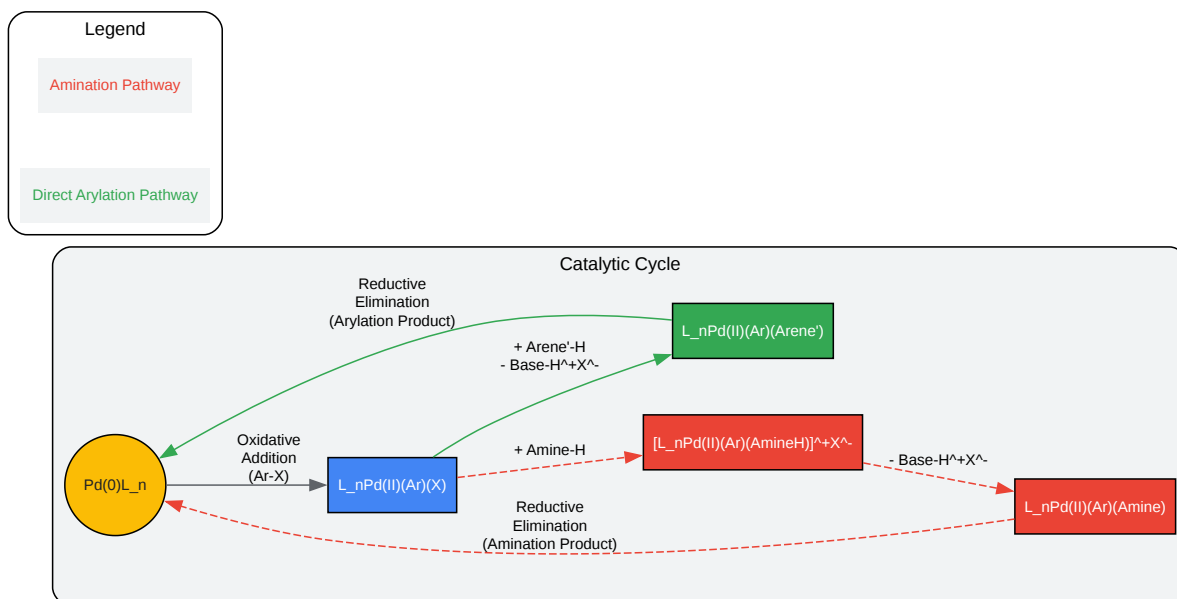 Legend
Amination Pathway
Direct Arylation Pathway
Catalytic Cycle
Reductive
Elimination
(Arylation Product)
L_nPd(II)(Ar)(Arene')
+ Arene'-H
- Base-H^+X^-
[L_nPd(II)(Ar)(AmineH)]^+X^-
Oxidative
Addition
(Ar-X)
+ Amine-H
- Base-H^+X^-
Pd(0)L_n
L_nPd(II)(Ar)(X)
L_nPd(II)(Ar)(Amine)
Reductive
Elimination
(Amination Product)